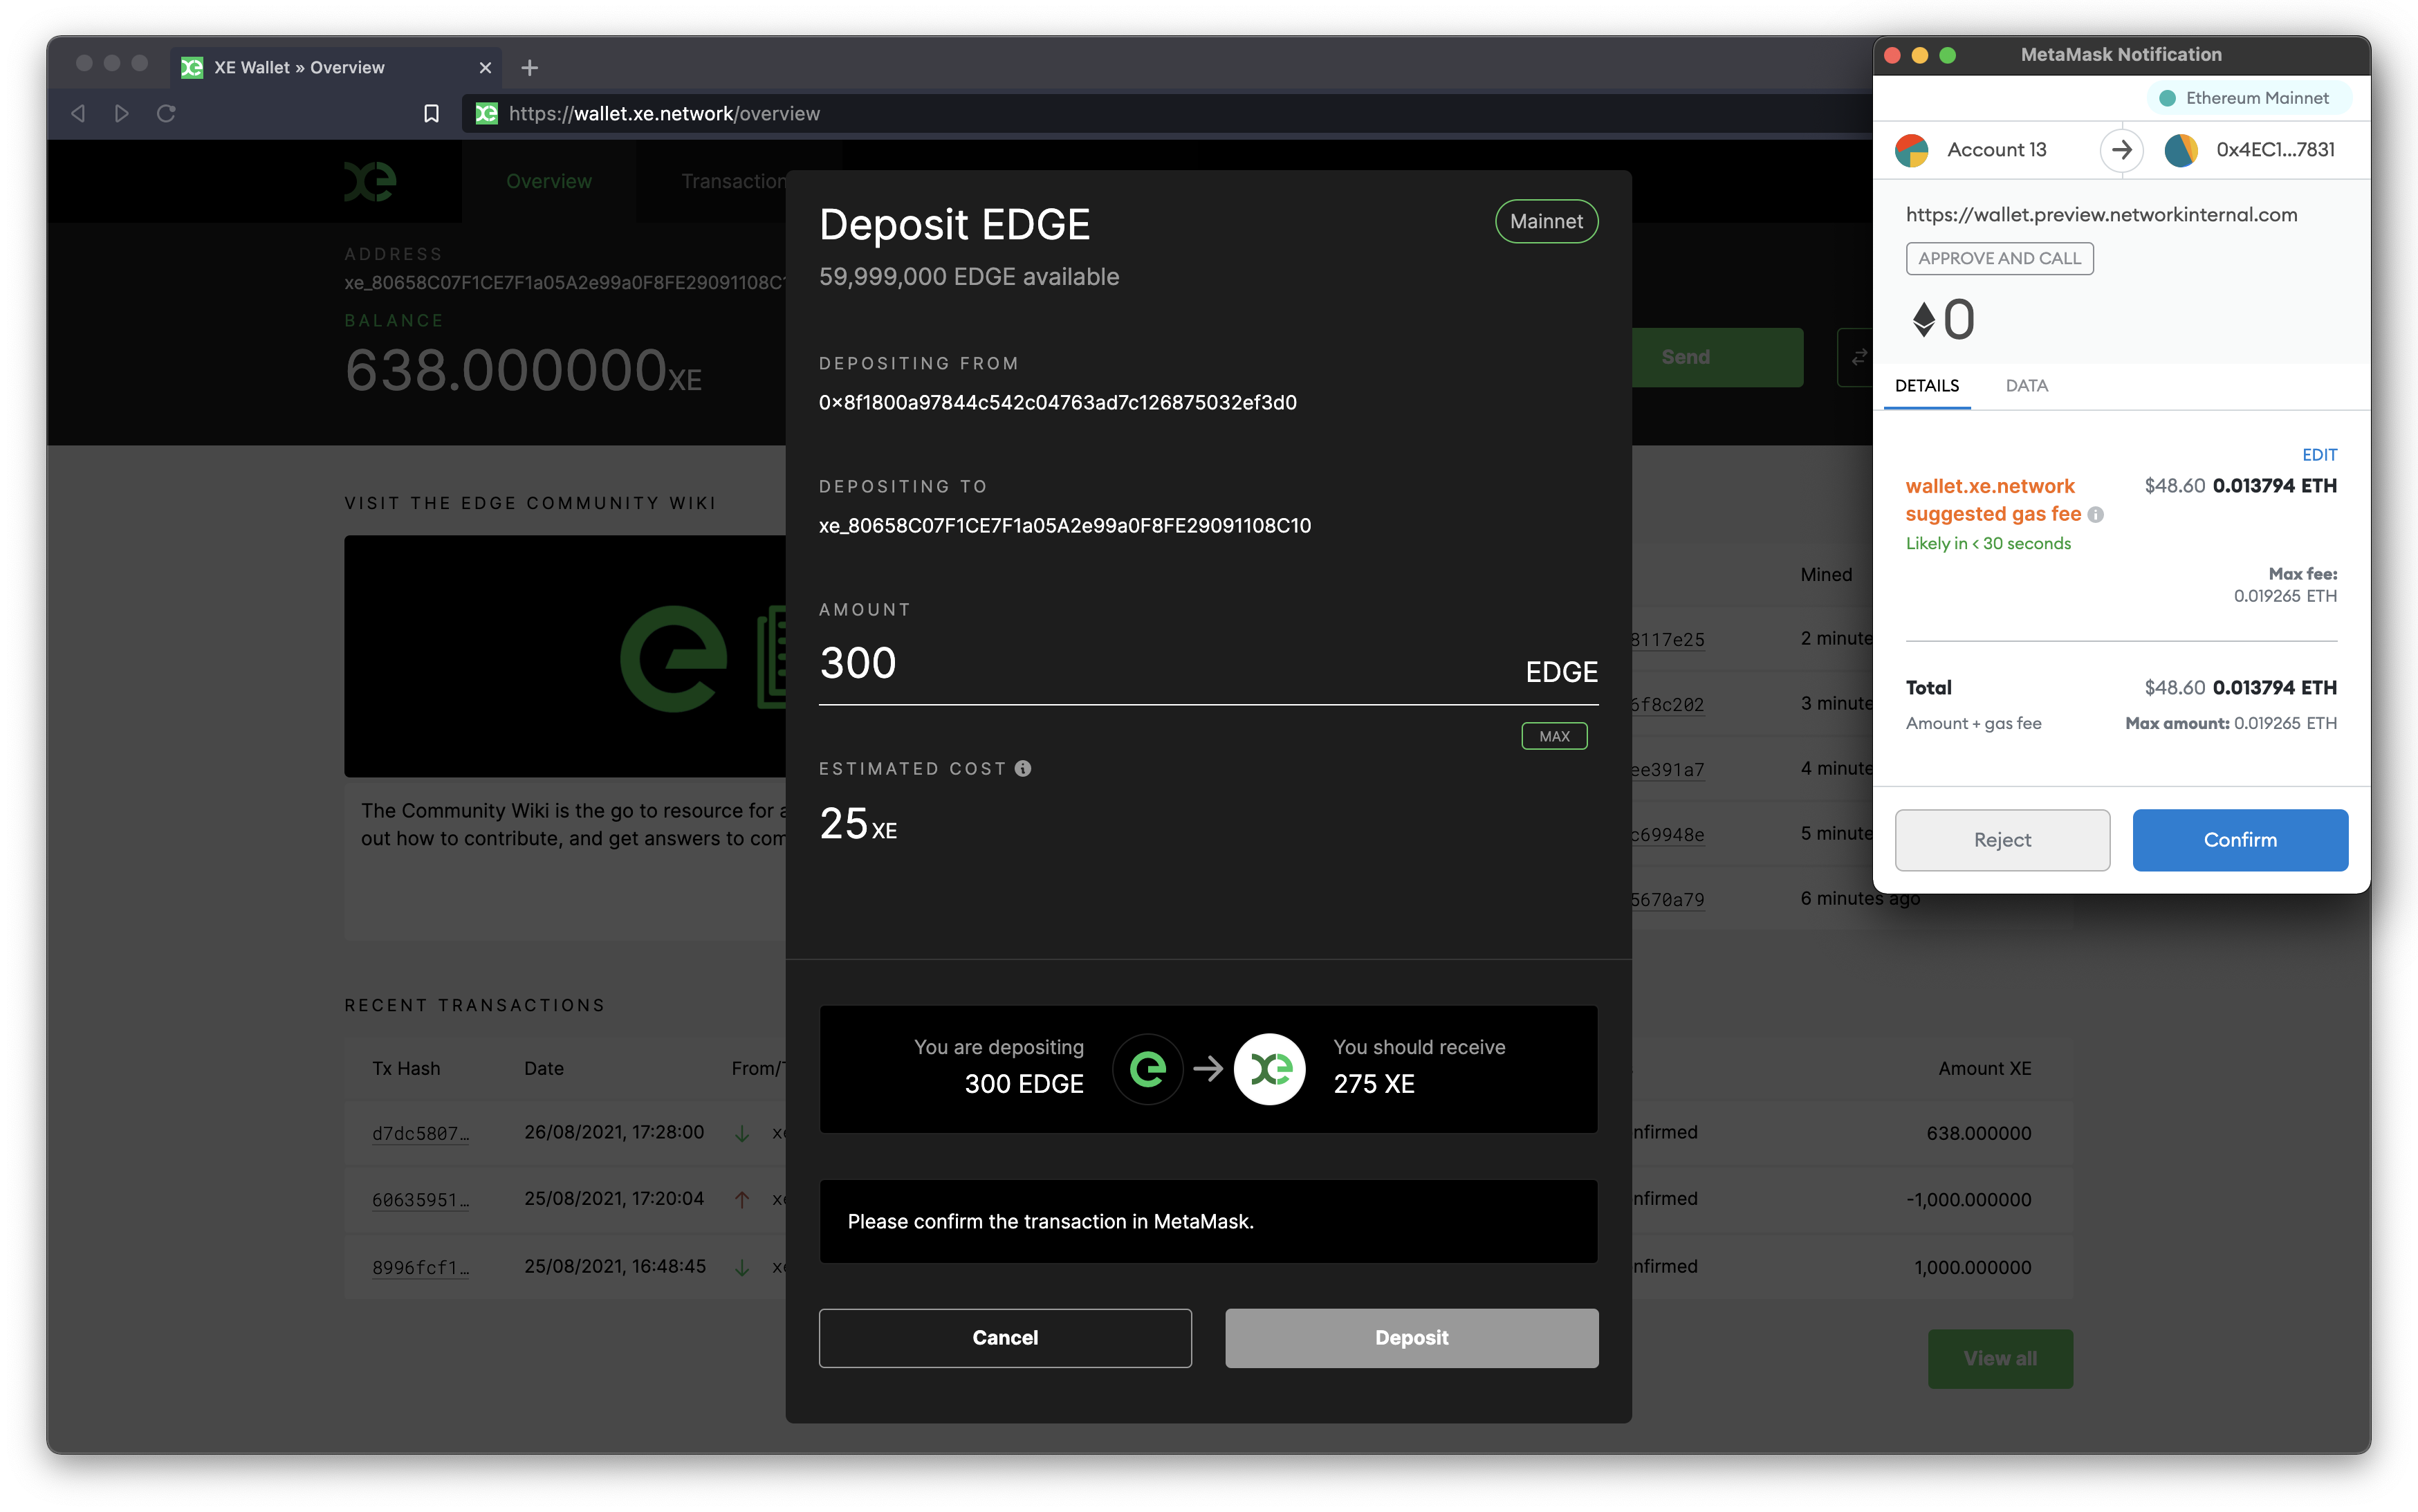 XE Wallet » Overview
https://wallet.xe.network/overview
Overview
Transaction
ADDRESS
xe_80658C07F1CE7F1a05A2e99a0F8FE29091108C1
BALANCE
638.000000XE
Send
VISIT THE EDGE COMMUNITY WIKI
The Community Wiki is the go to resource for a
out how to contribute, and get answers to com
Mined
8117e25 2 minute
6f8c202 3 minute
ee391a7 4 minute
c69948e 5 minute
5670a79 6 minutes ago
RECENT TRANSACTIONS
Tx Hash Date From/T Amount XE
d7dc5807… 26/08/2021, 17:28:00 xe nfirmed 638.000000
60635951… 25/08/2021, 17:20:04 xe nfirmed -1,000.000000
8996fcf1… 25/08/2021, 16:48:45 xe nfirmed 1,000.000000
View all
Deposit EDGE
Mainnet
59,999,000 EDGE available
DEPOSITING FROM
0x8f1800a97844c542c04763ad7c126875032ef3d0
DEPOSITING TO
xe_80658C07F1CE7F1a05A2e99a0F8FE29091108C10
AMOUNT
300 EDGE
MAX
ESTIMATED COST
25 XE
You are depositing
300 EDGE
You should receive
275 XE
Please confirm the transaction in MetaMask.
Cancel
Deposit
MetaMask Notification
Ethereum Mainnet
Account 13
0x4EC1...7831
https://wallet.preview.networkinternal.com
APPROVE AND CALL
0
DETAILS
DATA
EDIT
wallet.xe.network $48.60 0.013794 ETH
suggested gas fee
Likely in < 30 seconds
Max fee:
0.019265 ETH
Total $48.60 0.013794 ETH
Amount + gas fee Max amount: 0.019265 ETH
Reject
Confirm